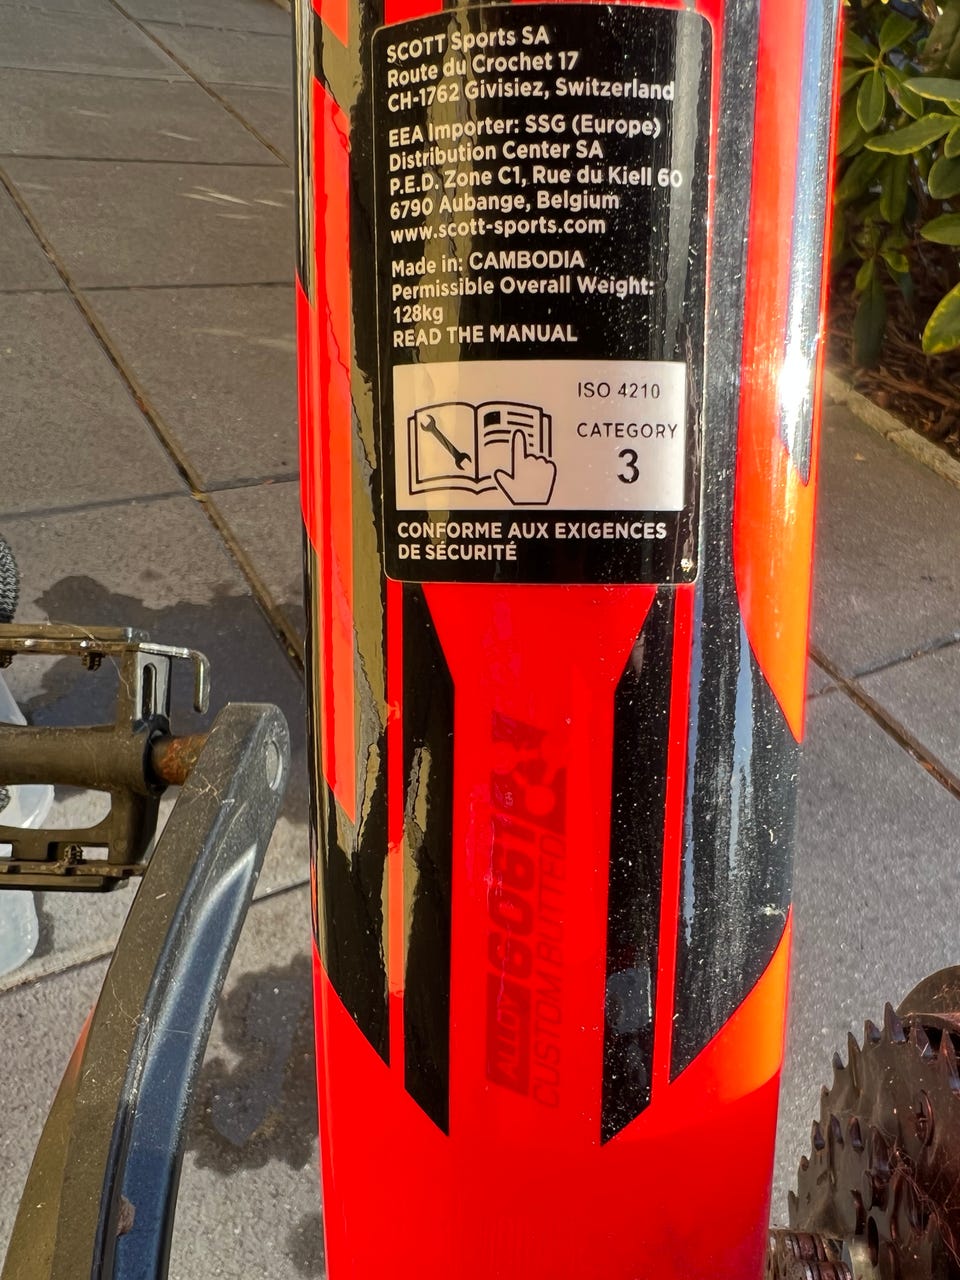 SCOTT Sports SA
Route du Crochet 17
CH-1762 Givisiez, Switzerland
EEA Importer: SSG (Europe)
Distribution Center SA
P.E.D. Zone C1, Rue du Kiell 60
6790 Aubange, Belgium
www.scott-sports.com
Made in: CAMBODIA
Permissible Overall Weight:
128kg
READ THE MANUAL
ISO 4210
CATEGORY
3
CONFORME AUX EXIGENCES
DE SÉCURITÉ
ALLOY 6061
CUSTOM BUTTED